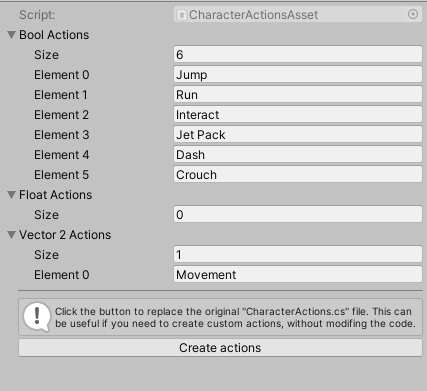 Script: CharacterActionsAsset
Bool Actions
Size 6
Element 0 Jump
Element 1 Run
Element 2 Interact
Element 3 Jet Pack
Element 4 Dash
Element 5 Crouch
Float Actions
Size 0
Vector 2 Actions
Size 1
Element 0 Movement
Click the button to replace the original "CharacterActions.cs" file. This can
be useful if you need to create custom actions, without modifing the code.
Create actions